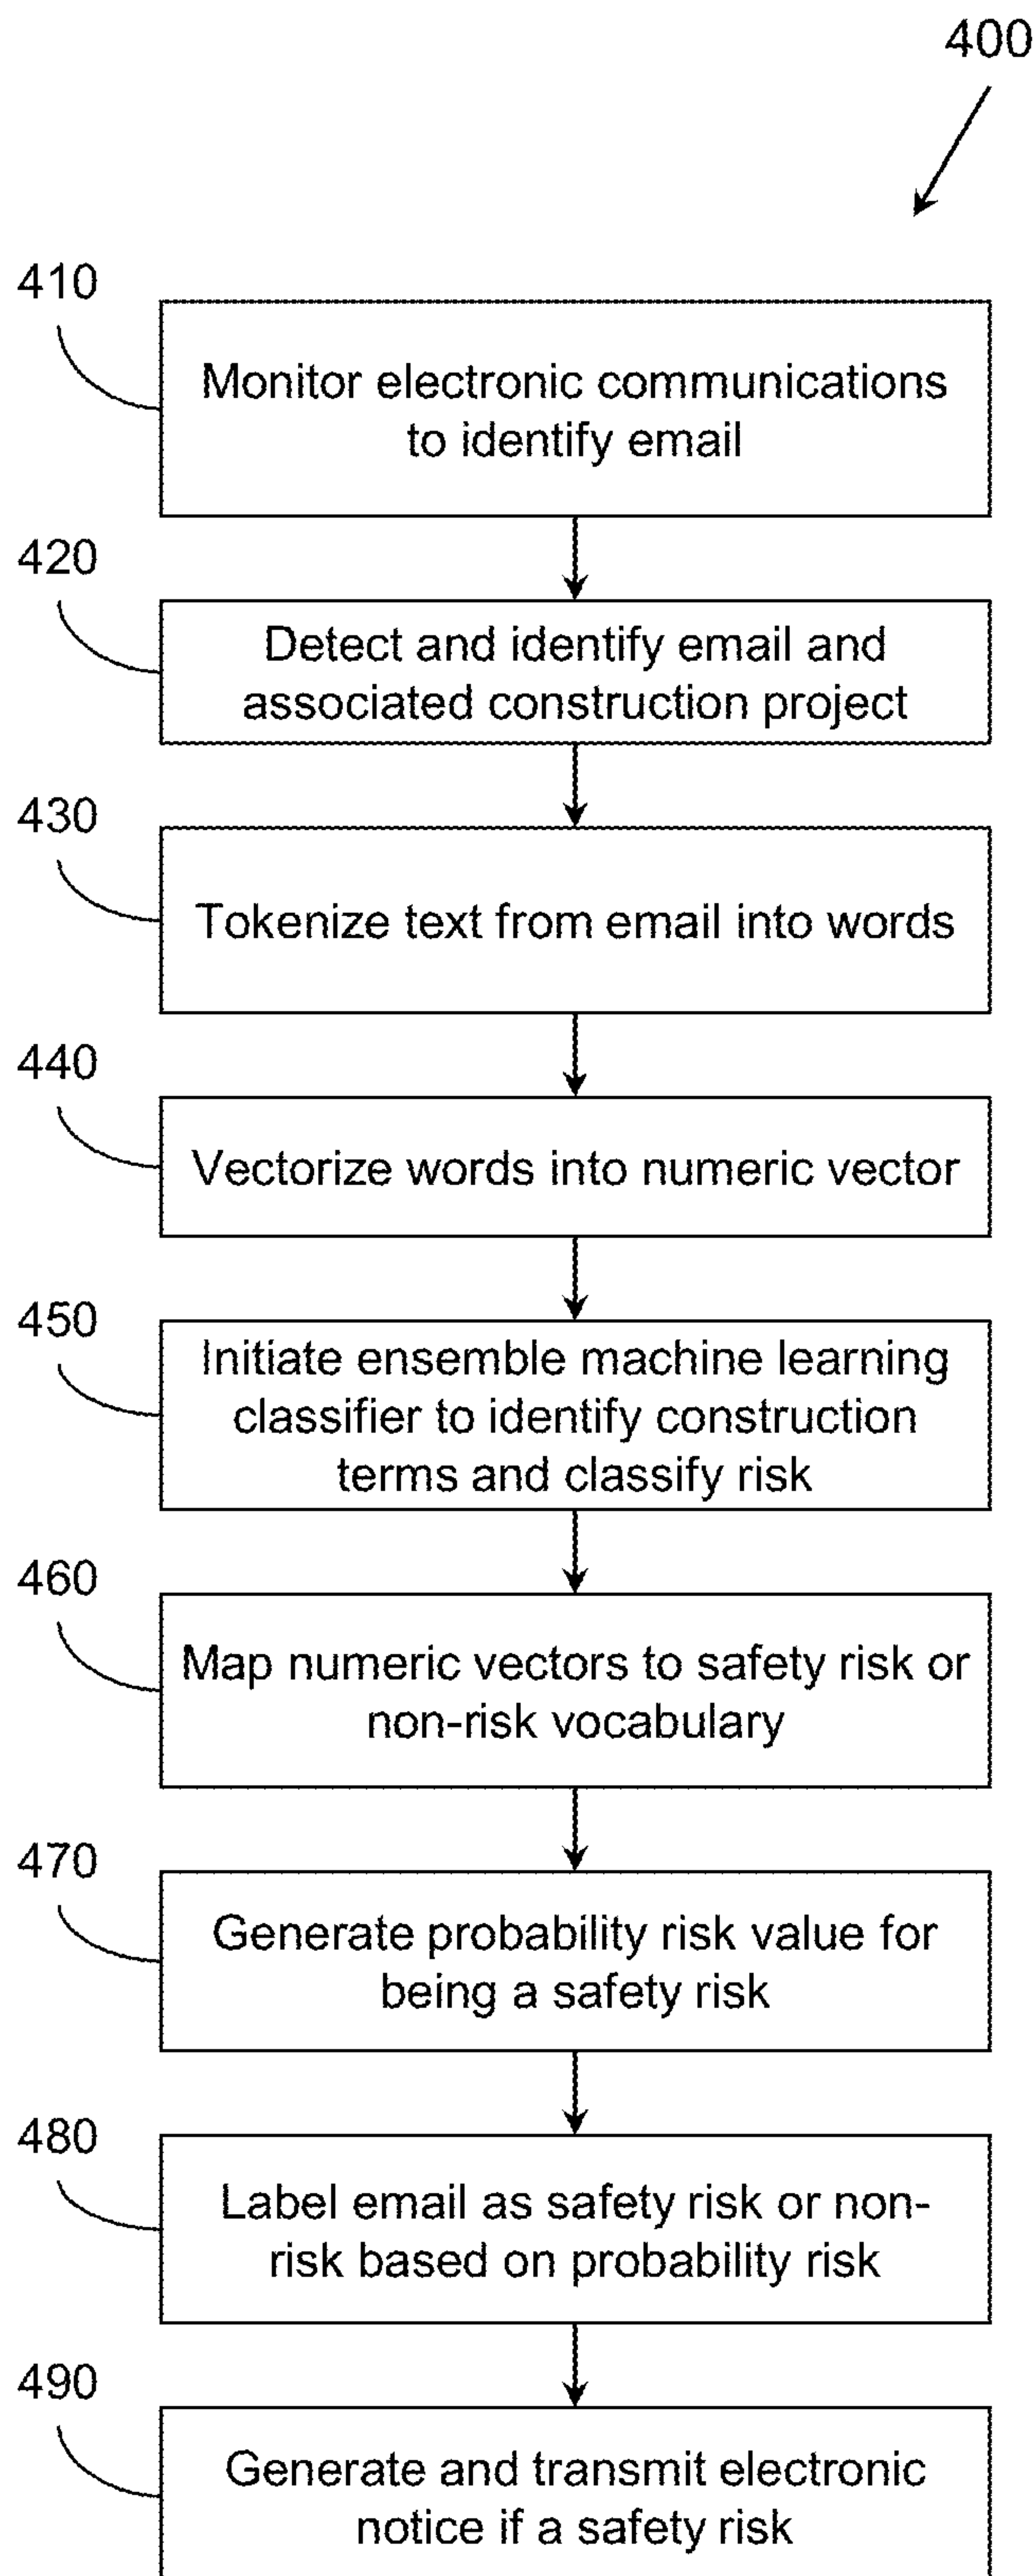 400
410
Monitor electronic communications
to identify email
420
Detect and identify email and
associated construction project
430
Tokenize text from email into words
440
Vectorize words into numeric vector
450
Initiate ensemble machine learning
classifier to identify construction
terms and classify risk
460
Map numeric vectors to safety risk or
non-risk vocabulary
470
Generate probability risk value for
being a safety risk
480
Label email as safety risk or non-
risk based on probability risk
490
Generate and transmit electronic
notice if a safety risk